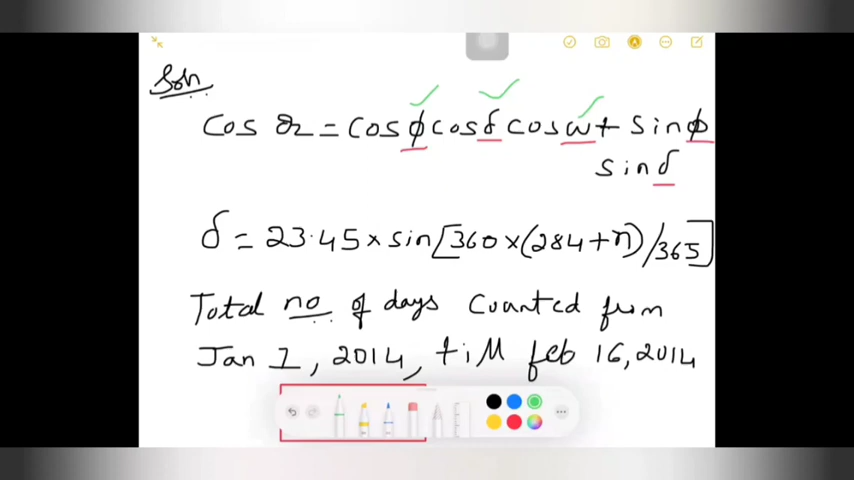 Soln
Cos θz = cosϕ cosδ cosω + sinϕ
sinδ
δ = 23.45 × sin[360 × (284 + n)/365]
Total no of days Counted from
Jan 1, 2014, till feb 16, 2014